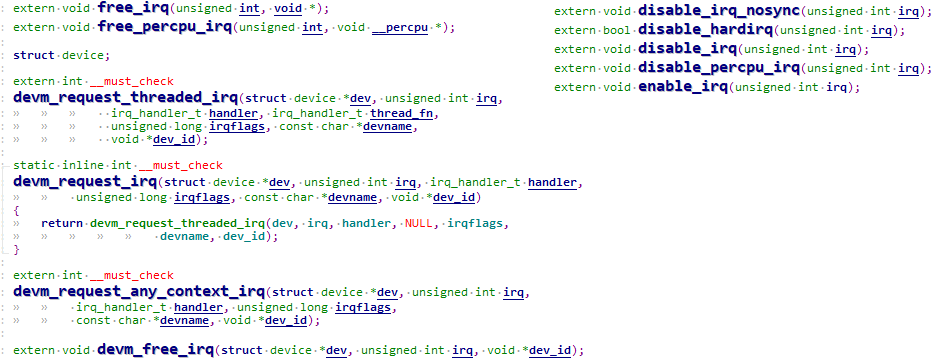 extern void free_irq(unsigned int, void *);
extern void free_percpu_irq(unsigned int, void __percpu *);
struct device;
extern int __must_check
devm_request_threaded_irq(struct device *dev, unsigned int irq,
irq_handler_t handler, irq_handler_t thread_fn,
unsigned long irqflags, const char *devname,
void *dev_id);
static inline int __must_check
devm_request_irq(struct device *dev, unsigned int irq, irq_handler_t handler,
unsigned long irqflags, const char *devname, void *dev_id)
{
return devm_request_threaded_irq(dev, irq, handler, NULL, irqflags,
devname, dev_id);
}
extern int __must_check
devm_request_any_context_irq(struct device *dev, unsigned int irq,
irq_handler_t handler, unsigned long irqflags,
const char *devname, void *dev_id);
extern void devm_free_irq(struct device *dev, unsigned int irq, void *dev_id);
extern void disable_irq_nosync(unsigned int irq);
extern bool disable_hardirq(unsigned int irq);
extern void disable_irq(unsigned int irq);
extern void disable_percpu_irq(unsigned int irq);
extern void enable_irq(unsigned int irq);